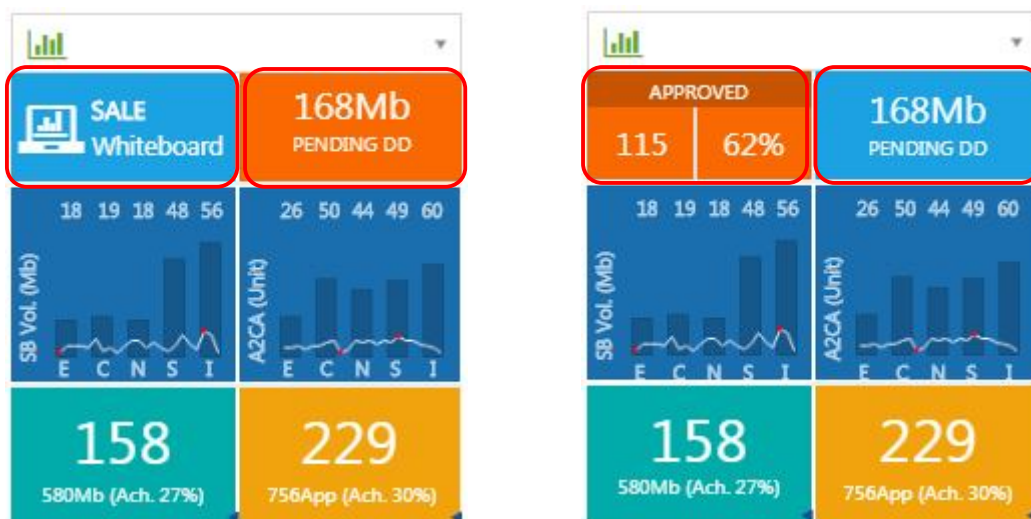 SALE
Whiteboard
168Mb
PENDING DD
18 19 18 48 56
SB Vol. (Mb)
E C N S I
26 50 44 49 60
A2CA (Unit)
E C N S I
158
580Mb (Ach. 27%)
229
756App (Ach. 30%)
APPROVED
115 62%
168Mb
PENDING DD
18 19 18 48 56
SB Vol. (Mb)
E C N S I
26 50 44 49 60
A2CA (Unit)
E C N S I
158
580Mb (Ach. 27%)
229
756App (Ach. 30%)